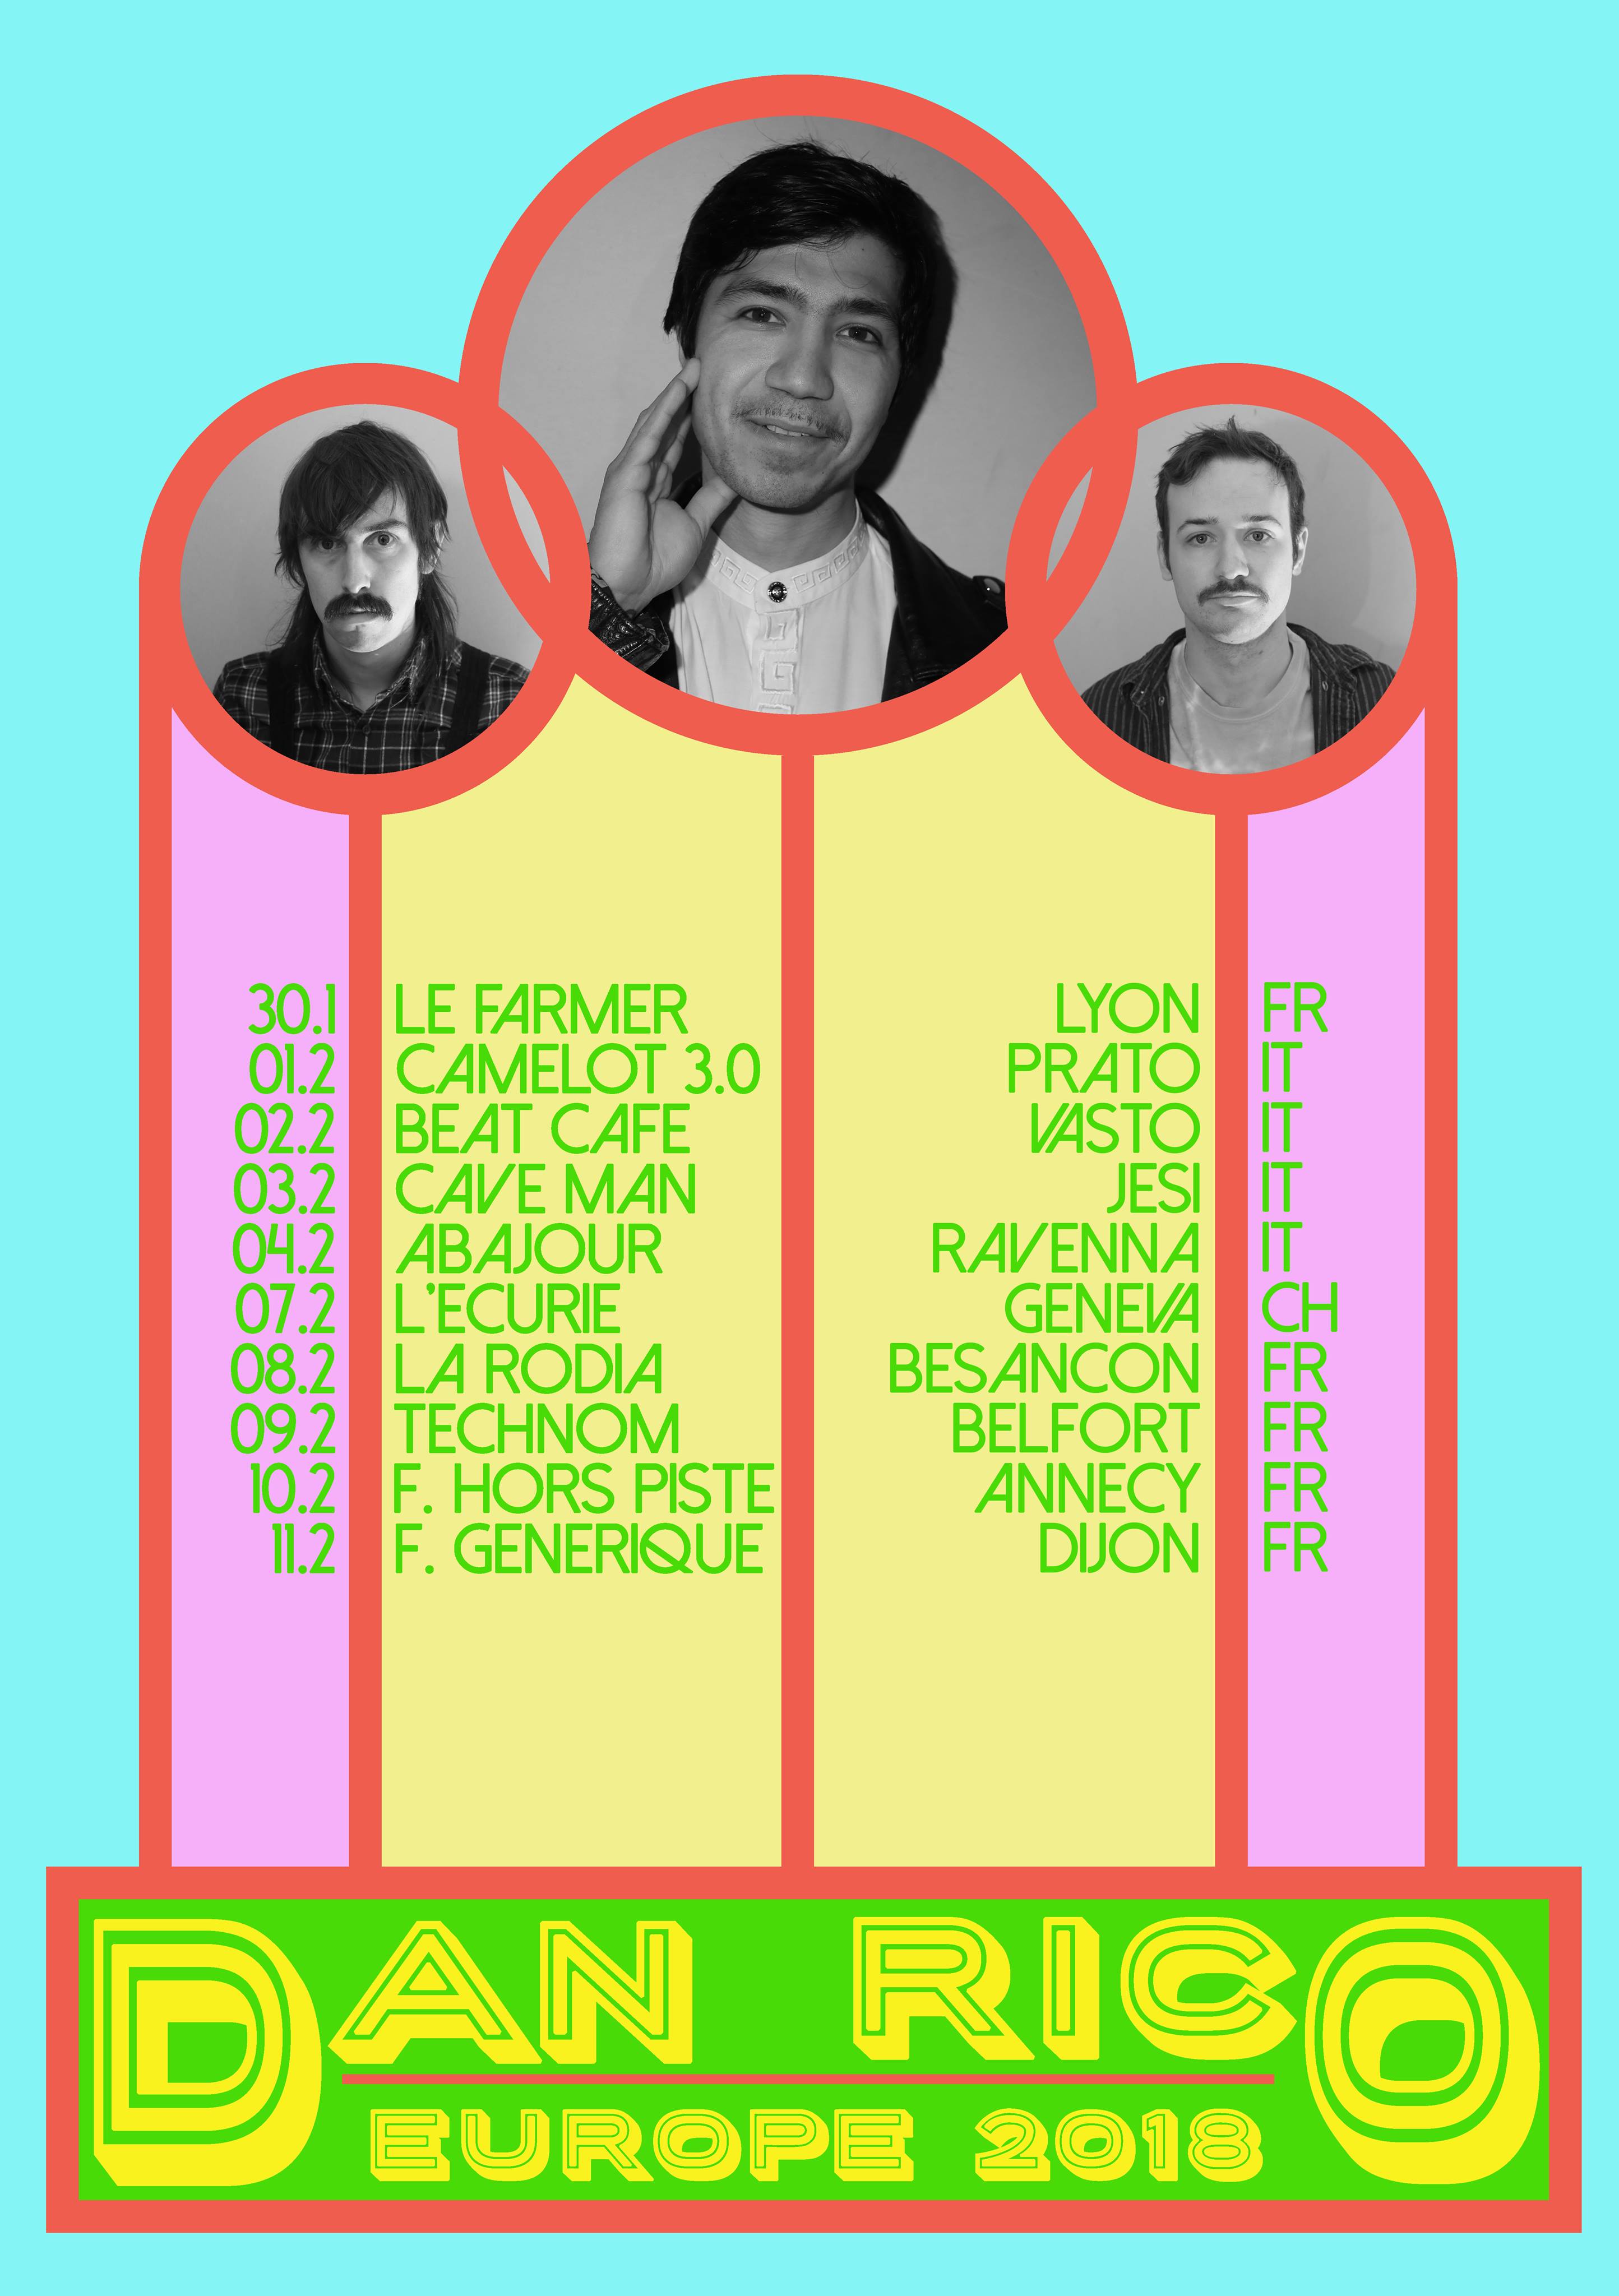 30.1 LE FARMER LYON FR
01.2 CAMELOT 3.0 PRATO IT
02.2 BEAT CAFE VASTO IT
03.2 CAVE MAN JESI IT
04.2 ABAJOUR RAVENNA IT
07.2 L'ECURIE GENEVA CH
08.2 LA RODIA BESANCON FR
09.2 TECHNOM BELFORT FR
10.2 F. HORS PISTE ANNECY FR
11.2 F. GENERIQUE DIJON FR
DAN RICO
EUROPE 2018